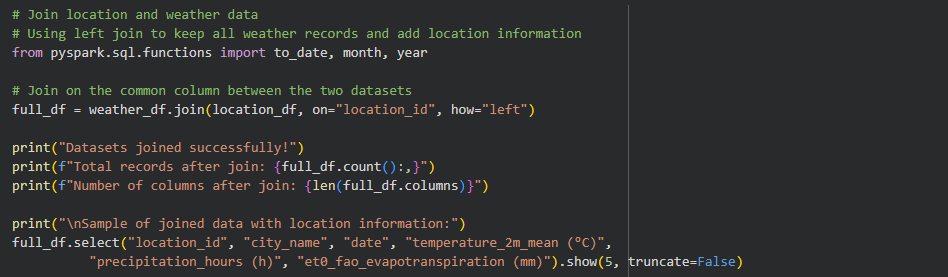 # Join location and weather data
# Using left join to keep all weather records and add location information
from pyspark.sql.functions import to_date, month, year

# Join on the common column between the two datasets
full_df = weather_df.join(location_df, on="location_id", how="left")

print("Datasets joined successfully!")
print(f"Total records after join: {full_df.count():,}")
print(f"Number of columns after join: {len(full_df.columns)}")

print("\nSample of joined data with location information:")
full_df.select("location_id", "city_name", "date", "temperature_2m_mean (°C)",
        "precipitation_hours (h)", "et0_fao_evapotranspiration (mm)").show(5, truncate=False)